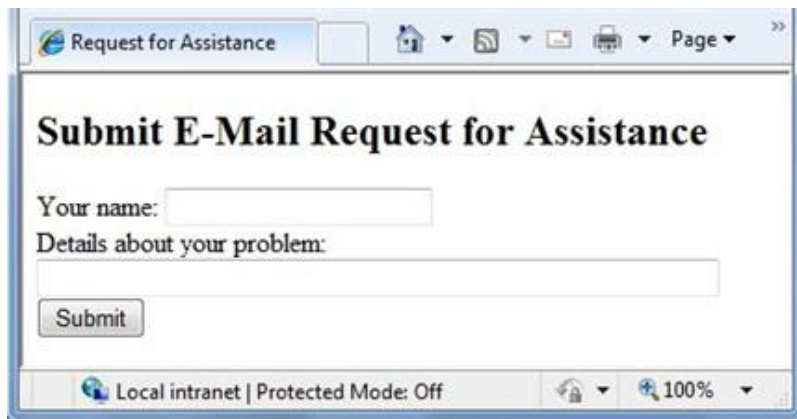 Request for Assistance
Page
Submit E-Mail Request for Assistance
Your name:
Details about your problem:
Submit
Local intranet | Protected Mode: Off
100%